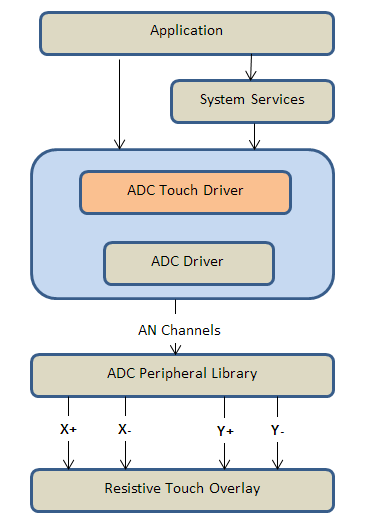 Application
System Services
ADC Touch Driver
ADC Driver
AN Channels
ADC Peripheral Library
X+ X- Y+ Y-
Resistive Touch Overlay